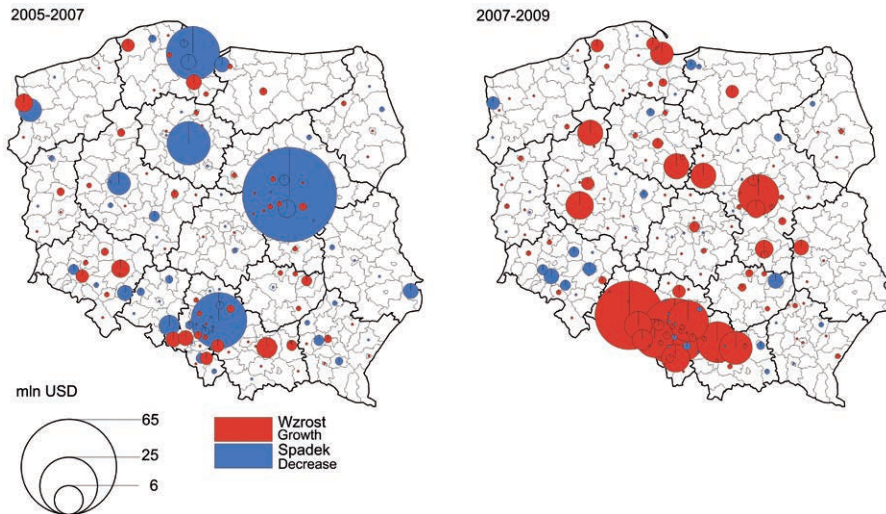 2005-2007
2007-2009
mln USD
65
25
6
Wzrost
Growth
Spadek
Decrease